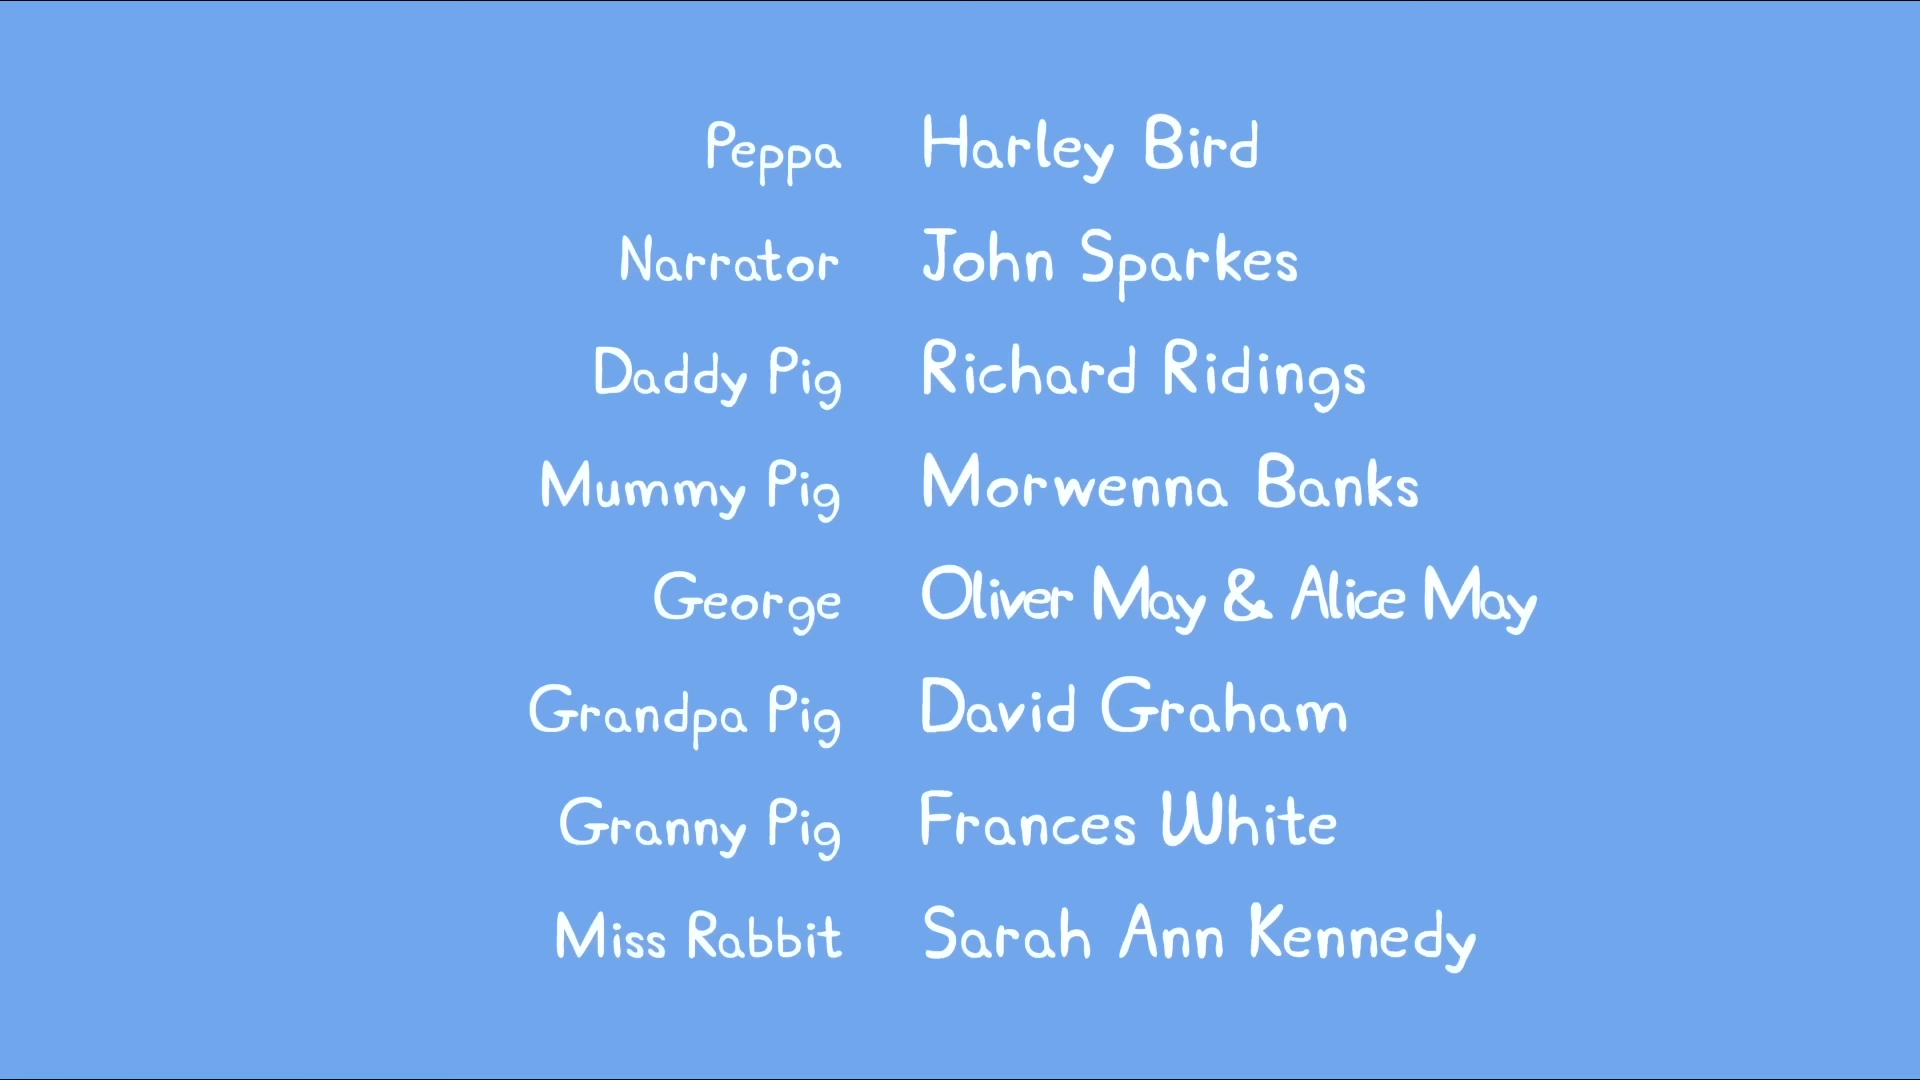 Peppa Harley Bird
Narrator John Sparkes
Daddy Pig Richard Ridings
Mummy Pig Morwenna Banks
George Oliver May & Alice May
Grandpa Pig David Graham
Granny Pig Frances White
Miss Rabbit Sarah Ann Kennedy